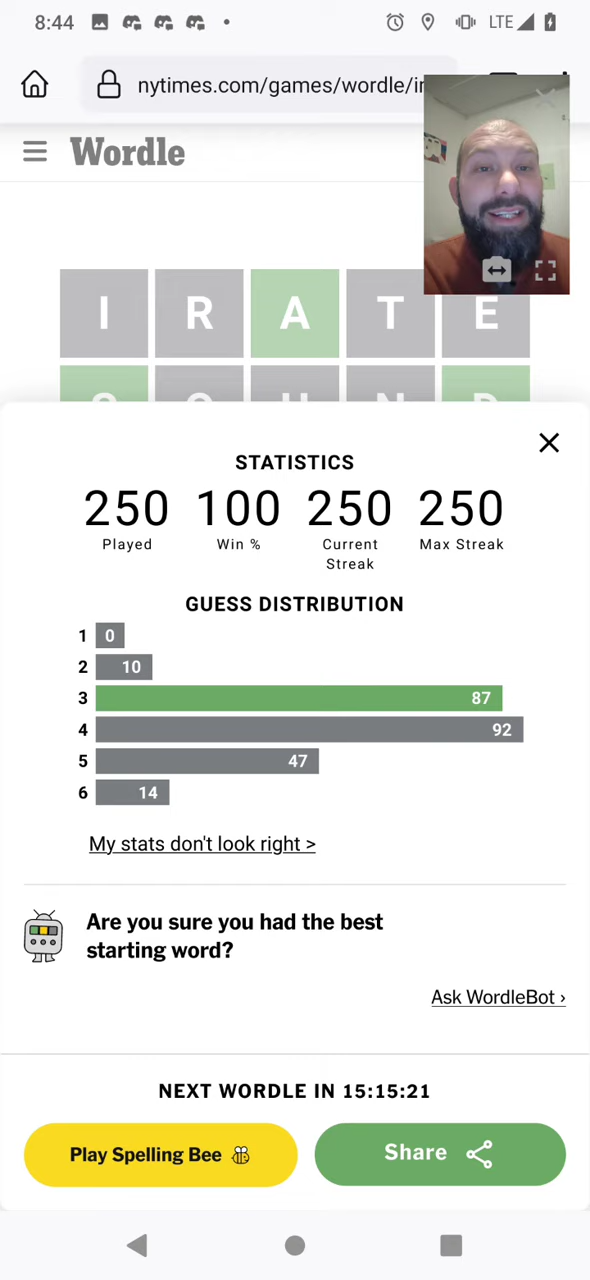 8:44 LTE
nytimes.com/games/wordle/in
Wordle
I R A T E
STATISTICS
250 100 250 250
Played Win % Current Streak Max Streak
GUESS DISTRIBUTION
1 0
2 10
3 87
4 92
5 47
6 14
My stats don't look right >
Are you sure you had the best
starting word?
Ask WordleBot ›
NEXT WORDLE IN 15:15:21
Play Spelling Bee
Share